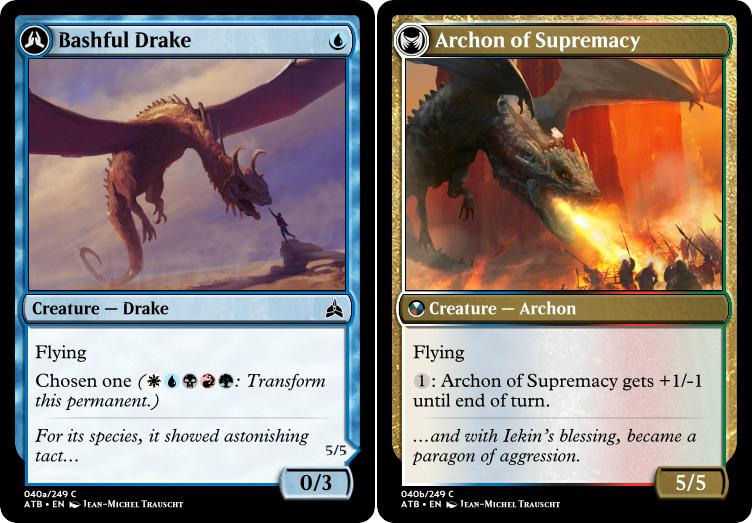 Bashful Drake
Creature — Drake
Flying
Chosen one (: Transform
this permanent.)
For its species, it showed astonishing
tact…
5/5
0/3
040a/249 C
ATB • EN Jean-Michel Trauscht
Archon of Supremacy
Creature — Archon
Flying
1: Archon of Supremacy gets +1/-1
until end of turn.
…and with Iekin's blessing, became a
paragon of aggression.
5/5
040b/249 C
ATB • EN Jean-Michel Trauscht